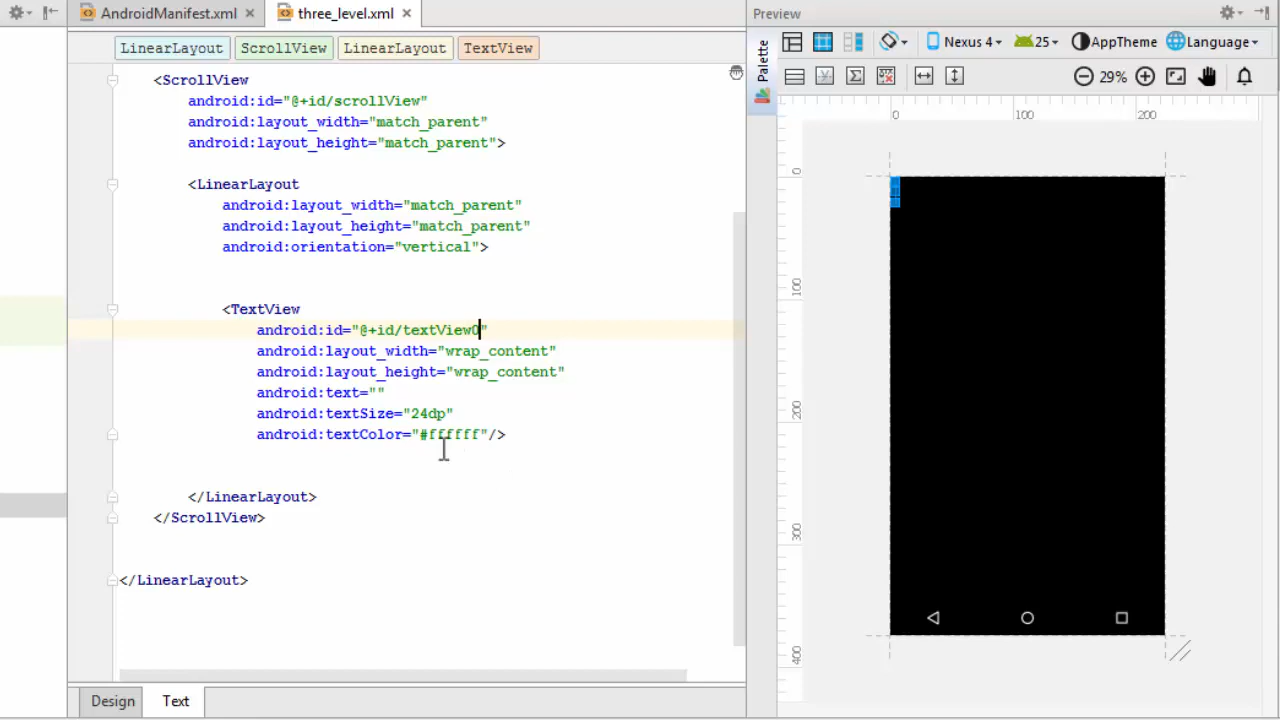 AndroidManifest.xml
three_level.xml
Preview
LinearLayout
ScrollView
LinearLayout
TextView
Palette
Nexus 4
25
AppTheme
Language
29%
<ScrollView
android:id="@+id/scrollView"
android:layout_width="match_parent"
android:layout_height="match_parent">
<LinearLayout
android:layout_width="match_parent"
android:layout_height="match_parent"
android:orientation="vertical">
<TextView
android:id="@+id/textView0"
android:layout_width="wrap_content"
android:layout_height="wrap_content"
android:text=""
android:textSize="24dp"
android:textColor="#ffffff"/>
</LinearLayout>
</ScrollView>
</LinearLayout>
0
100
200
0
100
200
300
400
Design
Text